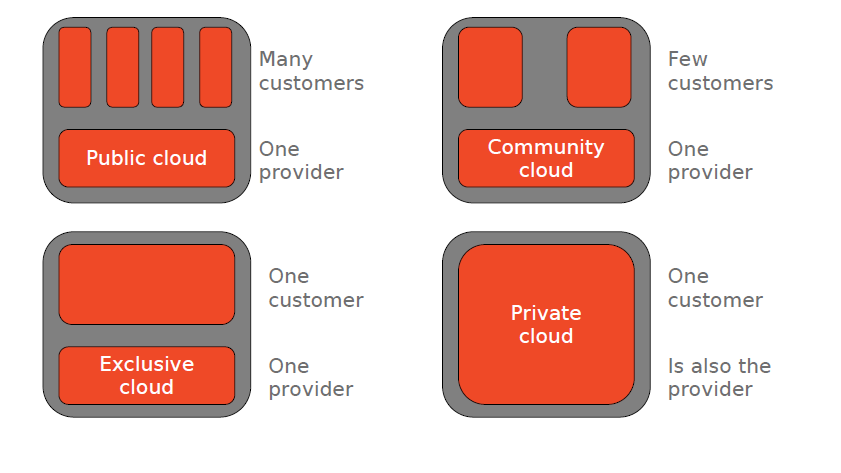 Many
customers
Public cloud
One
provider
Few
customers
Community
cloud
One
provider
One
customer
Exclusive
cloud
One
provider
One
customer
Private
cloud
Is also the
provider